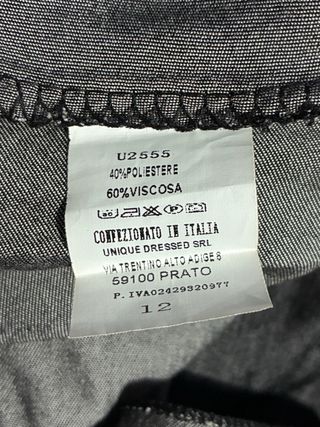 U2555
40%POLIESTERE
60%VISCOSA
CONFEZIONATO IN ITALIA
UNIQUE DRESSED SRL
VIA TRENTINO ALTO ADIGE 8
59100 PRATO
P.IVA02429320977
12